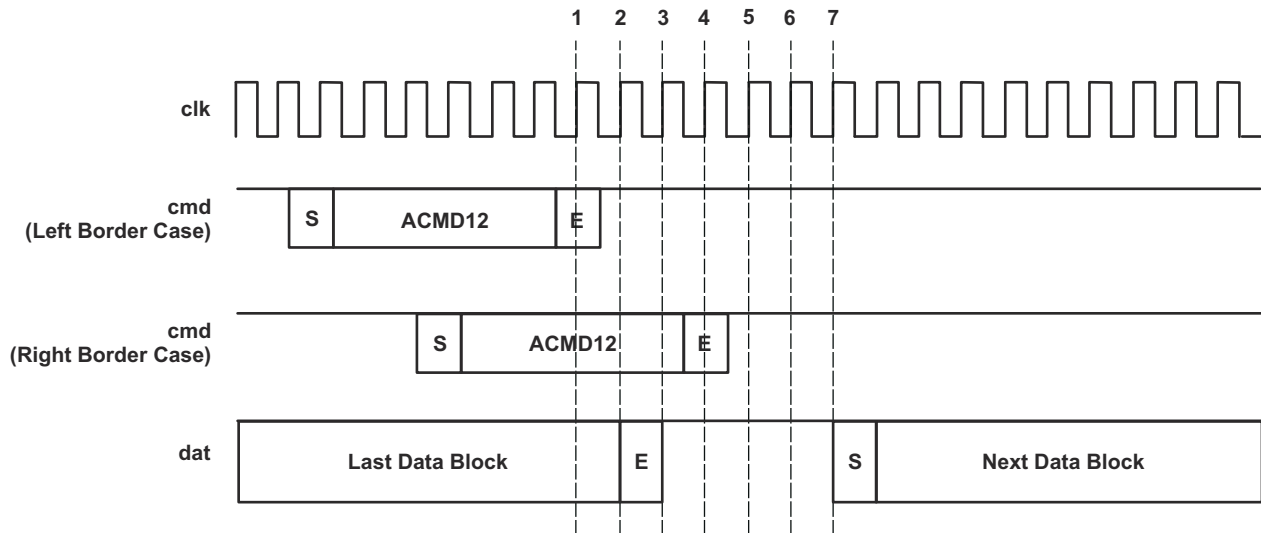 1 2 3 4 5 6 7
clk
cmd
(Left Border Case)
S ACMD12 E
cmd
(Right Border Case)
S ACMD12 E
dat
Last Data Block E S Next Data Block